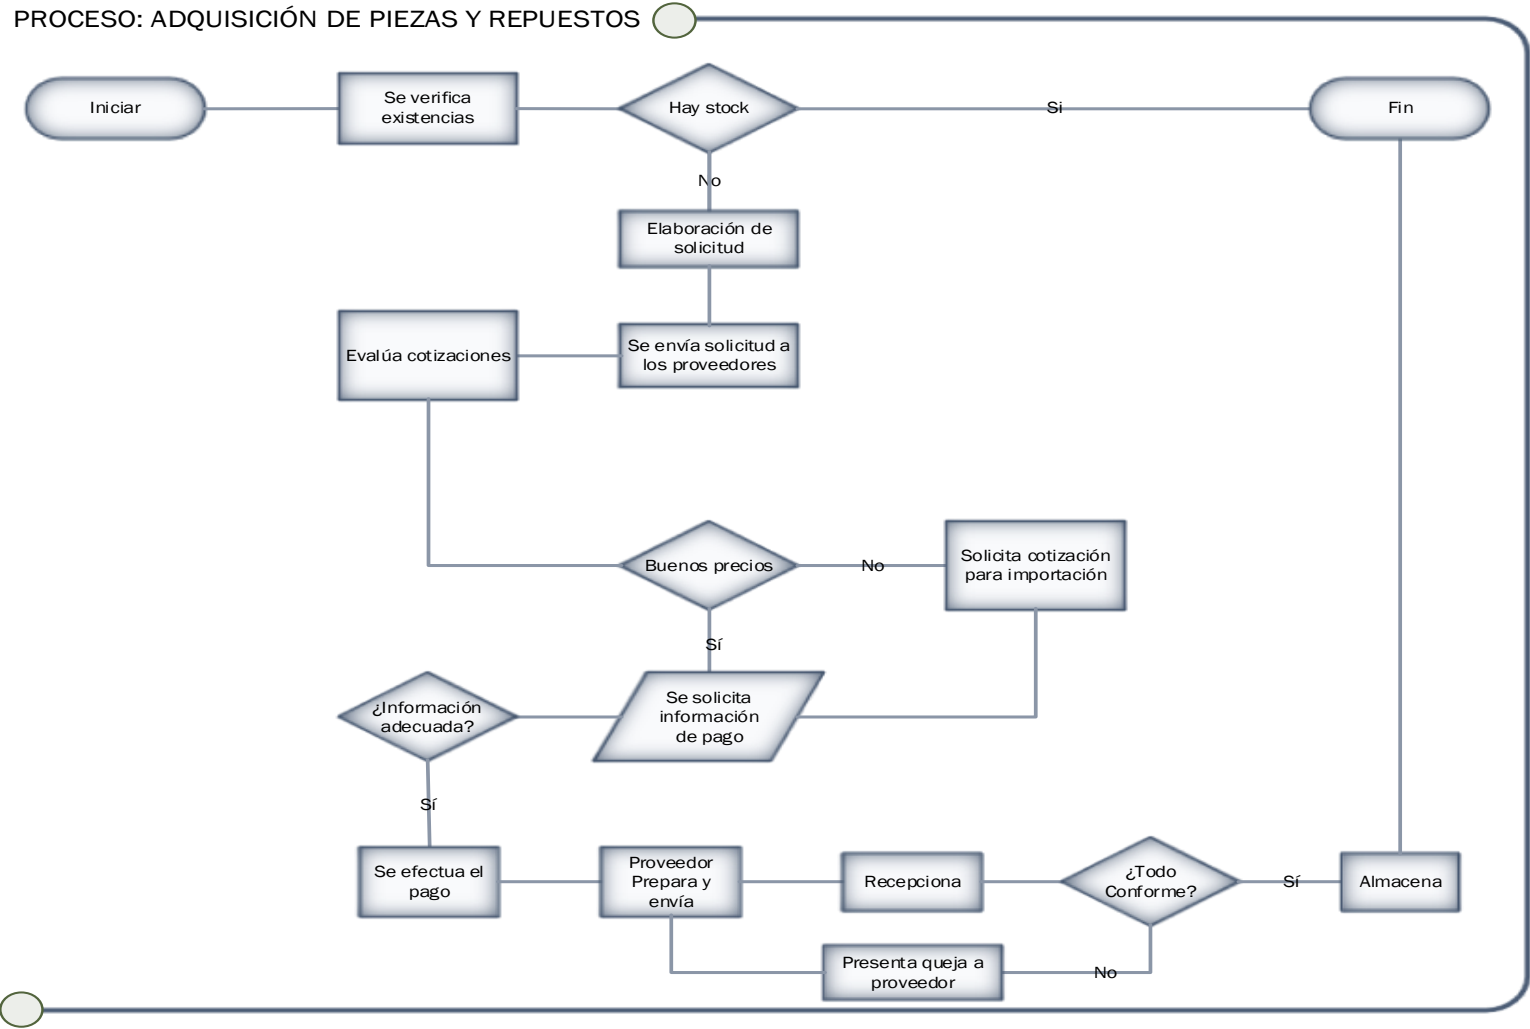 PROCESO: ADQUISICIÓN DE PIEZAS Y REPUESTOS
Iniciar
Se verifica
existencias
Hay stock
Si
Fin
No
Elaboración de
solicitud
Se envía solicitud a
los proveedores
Evalúa cotizaciones
Buenos precios
No
Solicita cotización
para importación
Sí
Se solicita
información
de pago
¿Información
adecuada?
Sí
Se efectua el
pago
Proveedor
Prepara y
envía
Recepciona
¿Todo
Conforme?
Sí
Almacena
No
Presenta queja a
proveedor